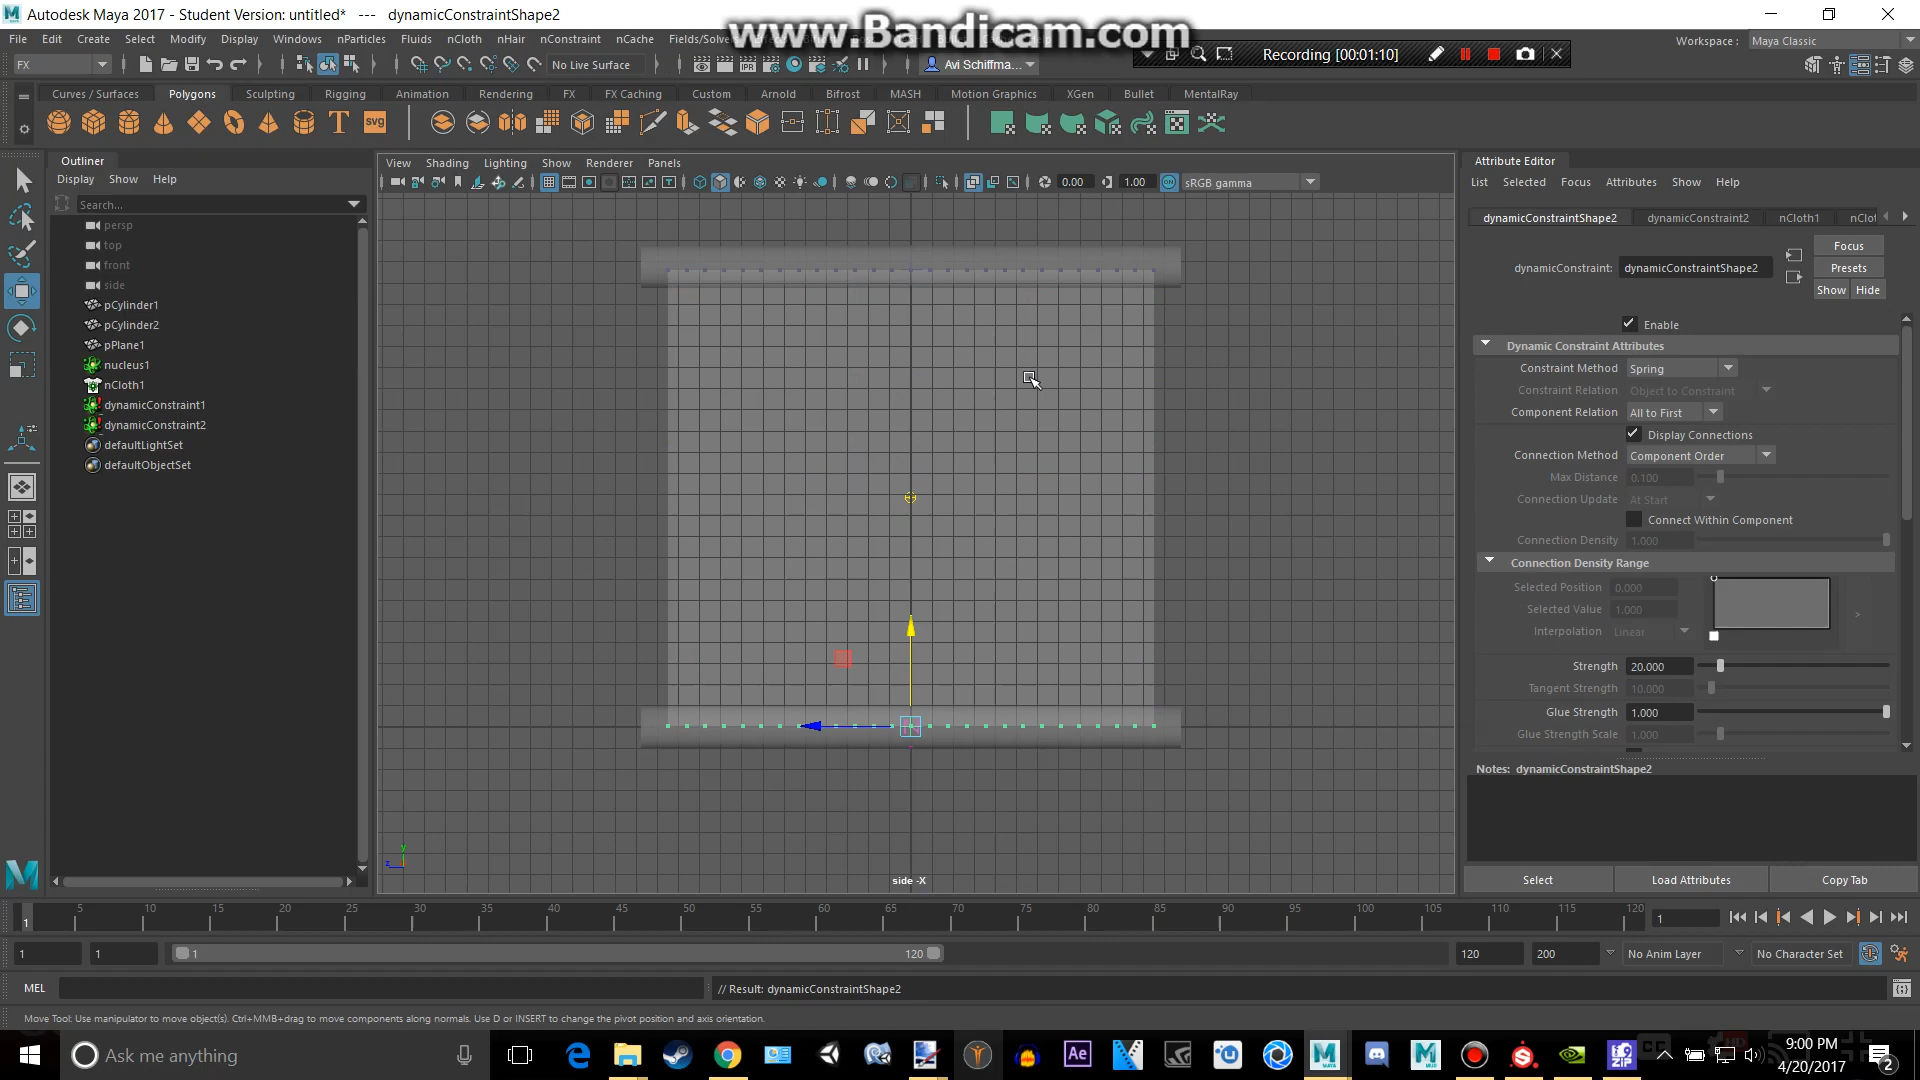 Autodesk Maya 2017 - Student Version: untitled*   ---   dynamicConstraintShape2
www.Bandicam.com
File Edit Create Select Modify Display Windows nParticles Fluids nCloth nHair nConstraint nCache Fields/Solvers
Workspace : Maya Classic
Recording [00:01:10]
FX
No Live Surface
Avi Schiffma...
Curves / Surfaces Polygons Sculpting Rigging Animation Rendering FX FX Caching Custom Arnold Bifrost MASH Motion Graphics XGen Bullet MentalRay
T svg
Outliner
Display Show Help
Search...
persp
top
front
side
pCylinder1
pCylinder2
pPlane1
nucleus1
nCloth1
dynamicConstraint1
dynamicConstraint2
defaultLightSet
defaultObjectSet
View Shading Lighting Show Renderer Panels
0.00 1.00 sRGB gamma
side -X
Attribute Editor
List Selected Focus Attributes Show Help
dynamicConstraintShape2 dynamicConstraint2 nCloth1 nClot
dynamicConstraint: dynamicConstraintShape2
Focus
Presets
Show Hide
Enable
Dynamic Constraint Attributes
Constraint Method Spring
Constraint Relation Object to Constraint
Component Relation All to First
Display Connections
Connection Method Component Order
Max Distance 0.100
Connection Update At Start
Connect Within Component
Connection Density 1.000
Connection Density Range
Selected Position 0.000
Selected Value 1.000
Interpolation Linear
Strength 20.000
Tangent Strength 10.000
Glue Strength 1.000
Glue Strength Scale 1.000
Notes: dynamicConstraintShape2
Select Load Attributes Copy Tab
1 5 10 15 20 25 30 35 40 45 50 55 60 65 70 75 80 85 90 95 100 105 110 115 120 1
1 1 1 120 120 200 No Anim Layer No Character Set
MEL // Result: dynamicConstraintShape2
Move Tool: Use manipulator to move object(s). Ctrl+MMB+drag to move components along normals. Use D or INSERT to change the pivot position and axis orientation.
Ask me anything
9:00 PM
4/20/2017
2